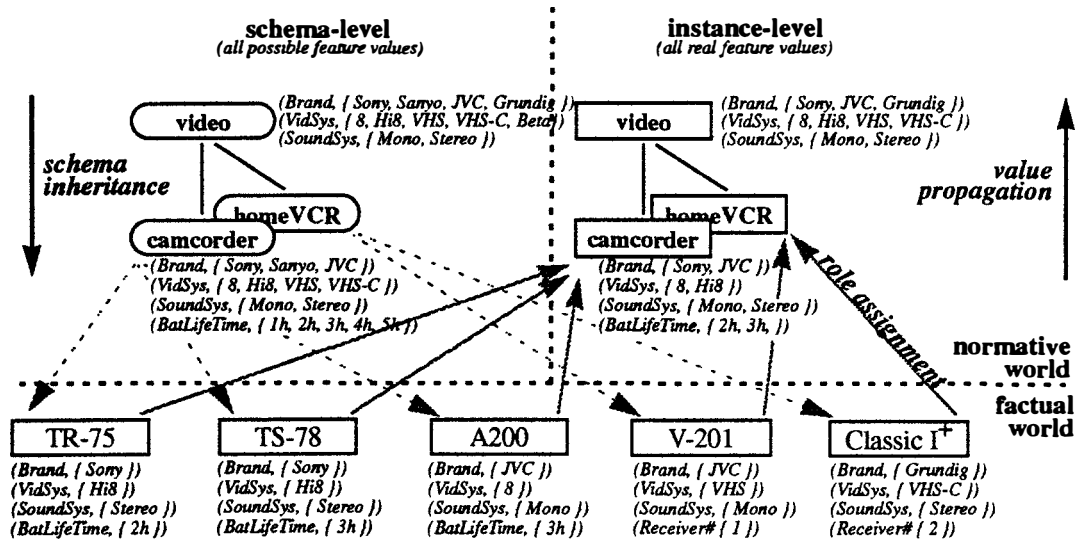 schema-level
(all possible feature values)
instance-level
(all real feature values)
video
(Brand, { Sony, Sanyo, JVC, Grundig })
(VidSys, { 8, Hi8, VHS, VHS-C, Beta})
(SoundSys, { Mono, Stereo })
video
(Brand, { Sony, JVC, Grundig })
(VidSys, { 8, Hi8, VHS, VHS-C })
(SoundSys, { Mono, Stereo })
schema
inheritance
value
propagation
homeVCR
camcorder
(Brand, { Sony, Sanyo, JVC })
(VidSys, { 8, Hi8, VHS, VHS-C })
(SoundSys, { Mono, Stereo })
(BatLifeTime, { 1h, 2h, 3h, 4h, 5h })
homeVCR
camcorder
(Brand, { Sony, JVC })
(VidSys, { 8, Hi8 })
(SoundSys, { Mono, Stereo })
(BatLifeTime, { 2h, 3h, })
role assignment
normative
world
factual
world
TR-75
(Brand, { Sony })
(VidSys, { Hi8 })
(SoundSys, { Stereo })
(BatLifeTime, { 2h })
TS-78
(Brand, { Sony })
(VidSys, { Hi8 })
(SoundSys, { Stereo })
(BatLifeTime, { 3h })
A200
(Brand, { JVC })
(VidSys, { 8 })
(SoundSys, { Mono })
(BatLifeTime, { 3h })
V-201
(Brand, { JVC })
(VidSys, { VHS })
(SoundSys, { Mono })
(Receiver# { 1 })
Classic I+
(Brand, { Grundig })
(VidSys, { VHS-C })
(SoundSys, { Stereo })
(Receiver# { 2 })